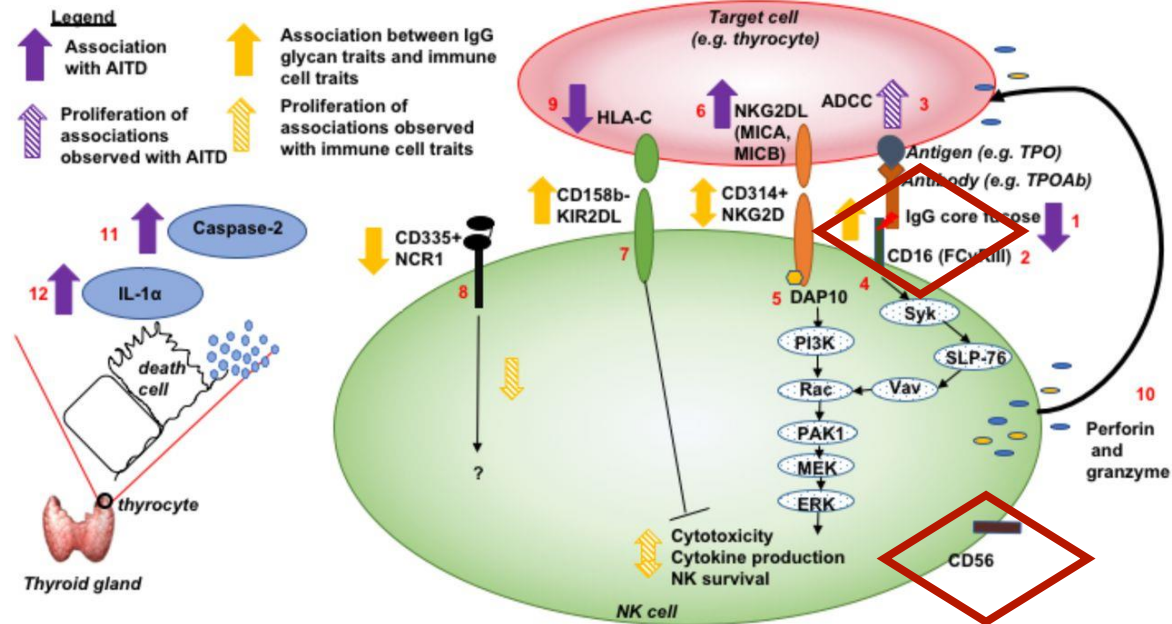 Legend
Association
with AITD
Association between IgG
glycan traits and immune
cell traits
Proliferation of
associations
observed with AITD
Proliferation of
associations observed
with immune cell traits
Target cell
(e.g. thyrocyte)
9
HLA-C
6
NKG2DL
(MICA,
MICB)
ADCC
3
Antigen (e.g. TPO)
Antibody (e.g. TPOAb)
IgG core fucose
1
CD16 (FCγRIII)
2
4
11
Caspase-2
12
IL-1α
CD335+
NCR1
8
CD158b-
KIR2DL
7
CD314+
NKG2D
5
DAP10
Syk
PI3K
SLP-76
Rac
Vav
PAK1
MEK
ERK
10
Perforin
and
granzyme
death
cell
thyrocyte
Thyroid gland
?
Cytotoxicity
Cytokine production
NK survival
CD56
NK cell